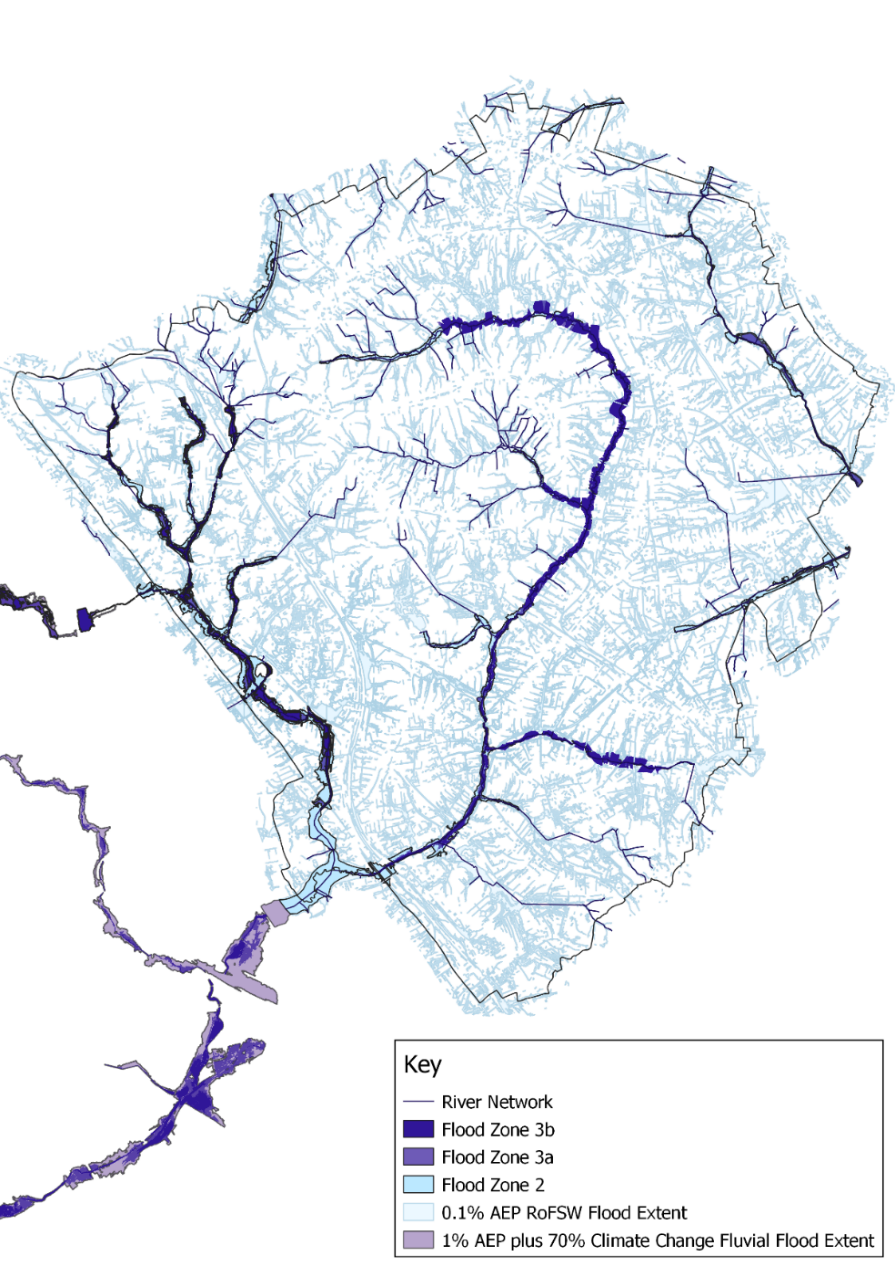 Key
River Network
Flood Zone 3b
Flood Zone 3a
Flood Zone 2
0.1% AEP RoFSW Flood Extent
1% AEP plus 70% Climate Change Fluvial Flood Extent